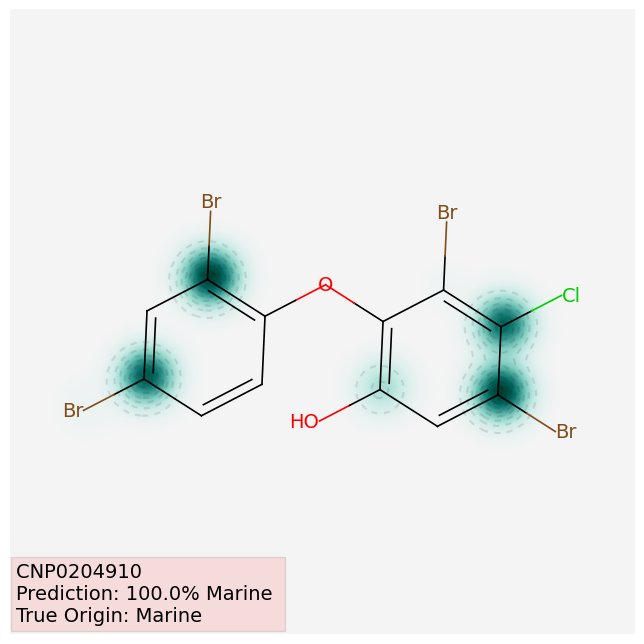 Br
Br
O
Cl
Br
HO
Br
CNP0204910
Prediction: 100.0% Marine
True Origin: Marine